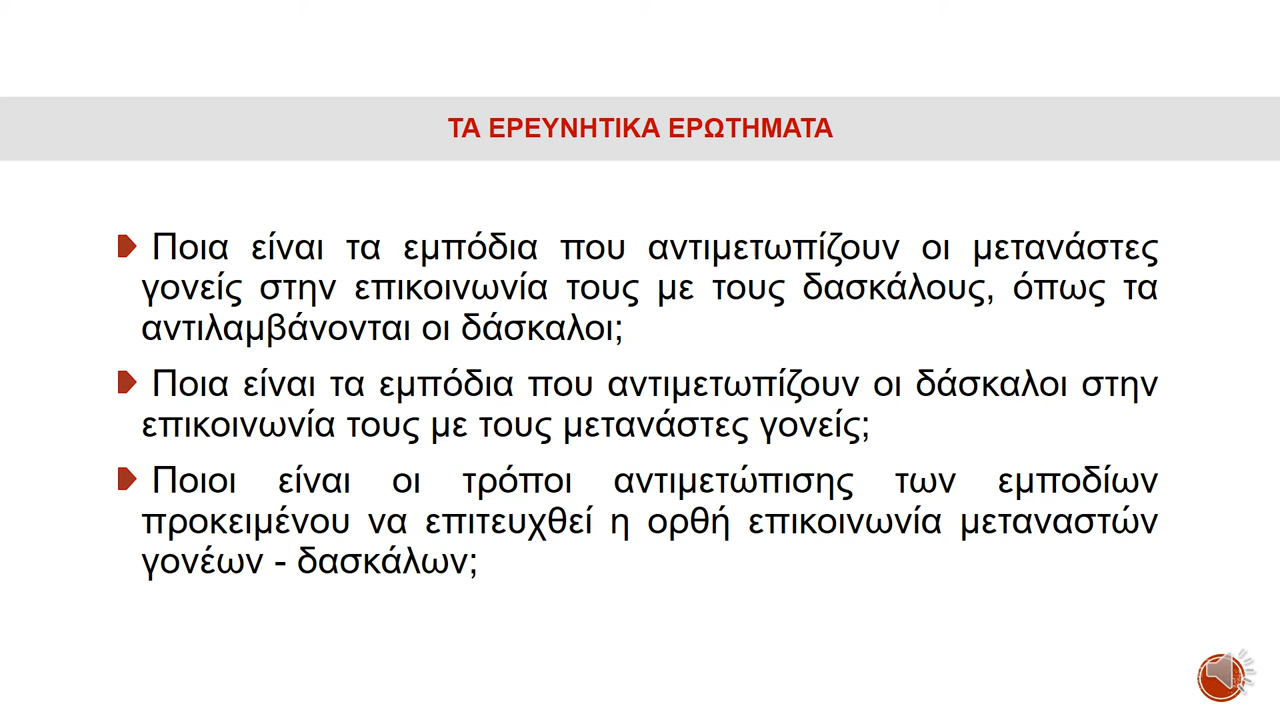 ΤΑ ΕΡΕΥΝΗΤΙΚΑ ΕΡΩΤΗΜΑΤΑ
Ποια είναι τα εμπόδια που αντιμετωπίζουν οι μετανάστες
γονείς στην επικοινωνία τους με τους δασκάλους, όπως τα
αντιλαμβάνονται οι δάσκαλοι;
Ποια είναι τα εμπόδια που αντιμετωπίζουν οι δάσκαλοι στην
επικοινωνία τους με τους μετανάστες γονείς;
Ποιοι είναι οι τρόποι αντιμετώπισης των εμποδίων
προκειμένου να επιτευχθεί η ορθή επικοινωνία μεταναστών
γονέων - δασκάλων;